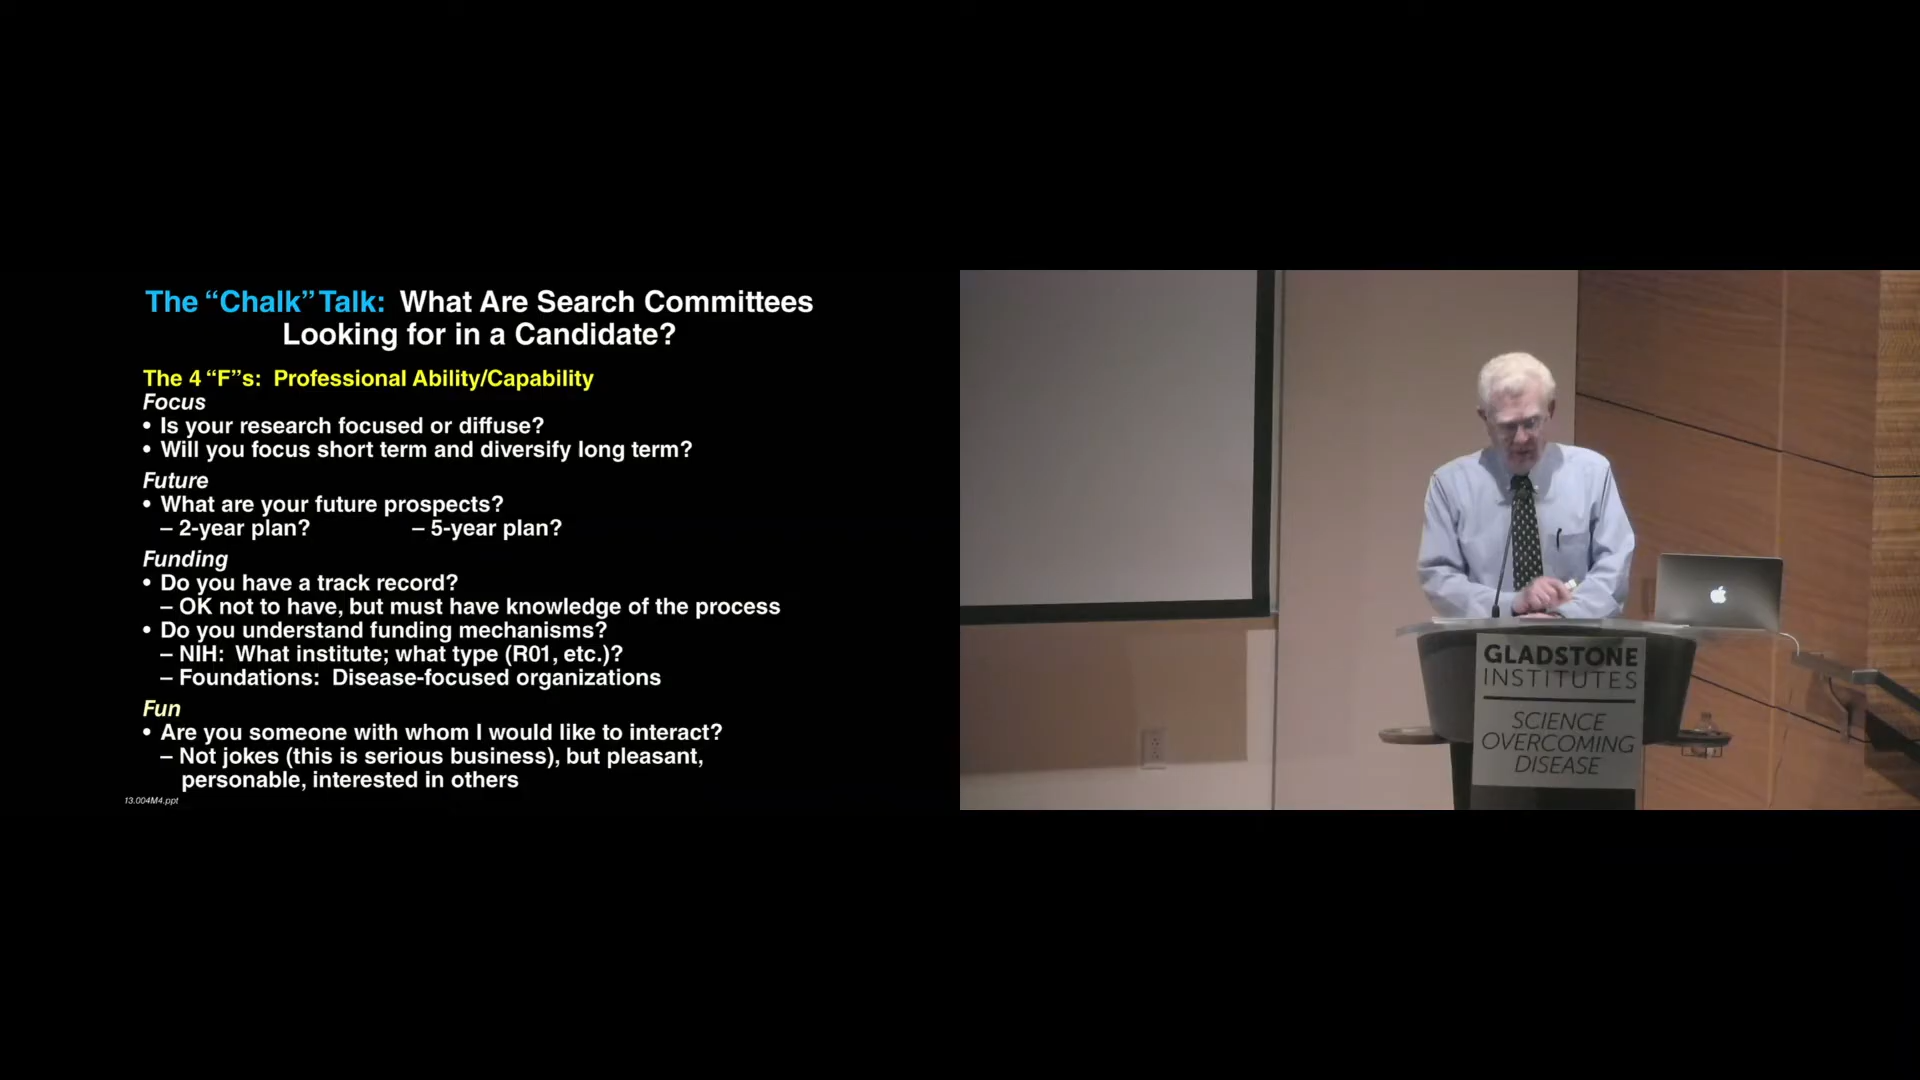 The “Chalk” Talk: What Are Search Committees
Looking for in a Candidate?
The 4 “F”s: Professional Ability/Capability
Focus
• Is your research focused or diffuse?
• Will you focus short term and diversify long term?
Future
• What are your future prospects?
– 2-year plan? – 5-year plan?
Funding
• Do you have a track record?
– OK not to have, but must have knowledge of the process
• Do you understand funding mechanisms?
– NIH: What institute; what type (R01, etc.)?
– Foundations: Disease-focused organizations
Fun
• Are you someone with whom I would like to interact?
– Not jokes (this is serious business), but pleasant,
personable, interested in others
13.004M4.ppt
GLADSTONE
INSTITUTES
SCIENCE
OVERCOMING
DISEASE